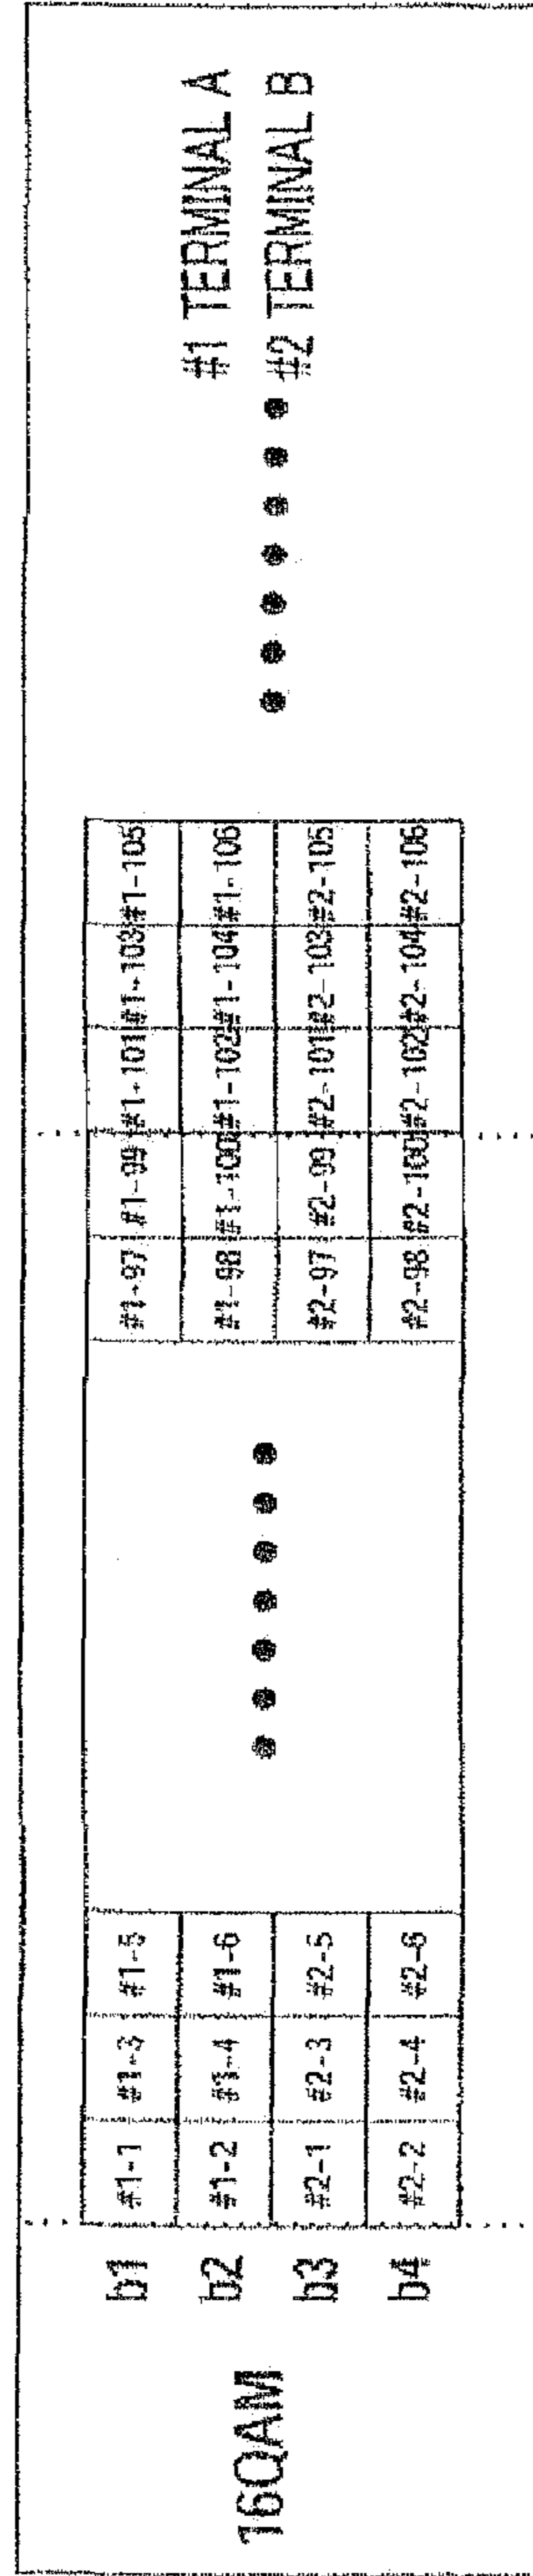 16QAM
b1 #1-1 #1-3 #1-5 #1-97 #1-99 #1-101 #1-103 #1-105
b2 #1-2 #1-4 #1-6 #1-98 #1-100 #1-102 #1-104 #1-106
b3 #2-1 #2-3 #2-5 #2-97 #2-99 #2-101 #2-103 #2-105
b4 #2-2 #2-4 #2-6 #2-98 #2-100 #2-102 #2-104 #2-106
#1 TERMINAL A
#2 TERMINAL B